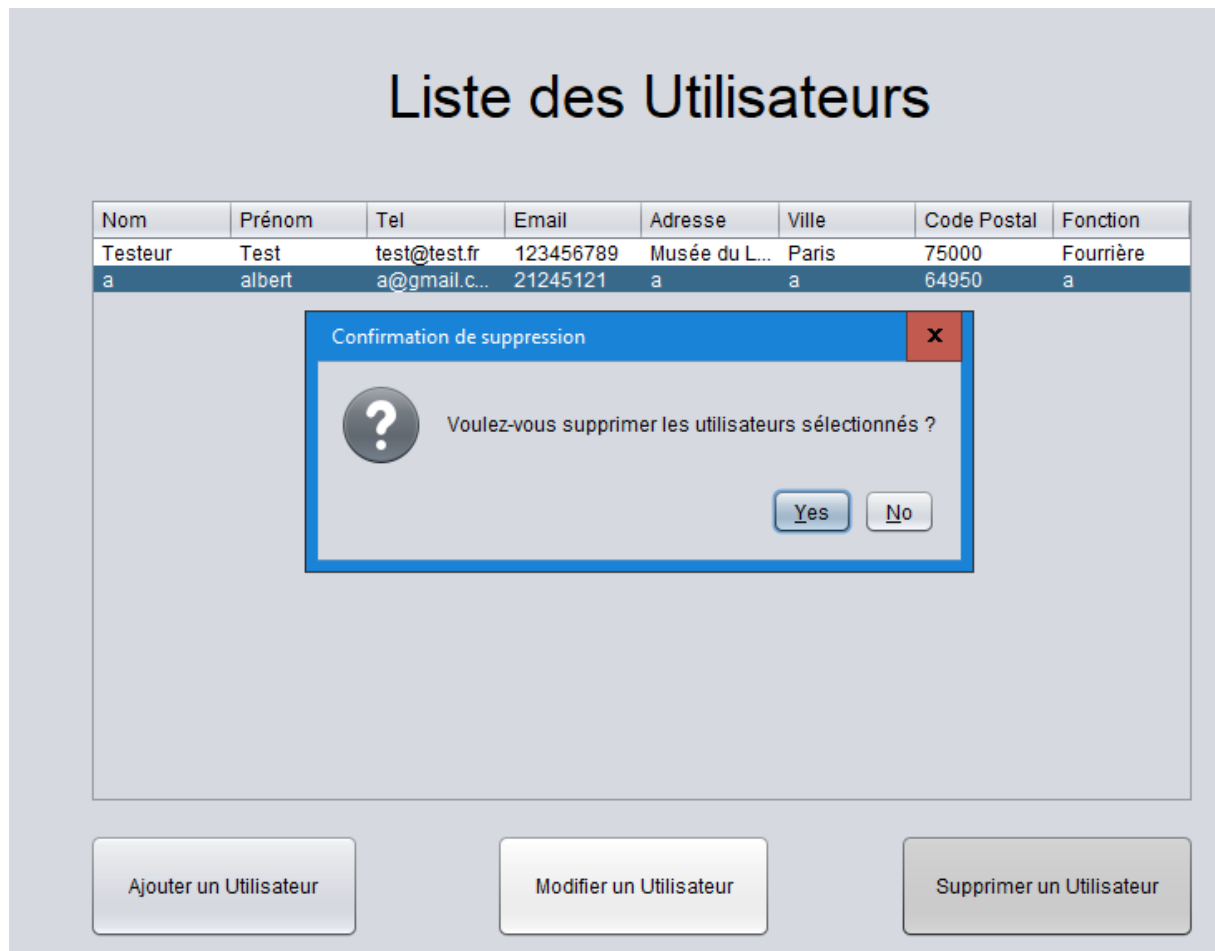 Liste des Utilisateurs
Nom Prénom Tel Email Adresse Ville Code Postal Fonction
Testeur Test test@test.fr 123456789 Musée du L... Paris 75000 Fourrière
a albert a@gmail.c... 21245121 a a 64950 a
Confirmation de suppression
x
?
Voulez-vous supprimer les utilisateurs sélectionnés ?
Yes No
Ajouter un Utilisateur Modifier un Utilisateur Supprimer un Utilisateur